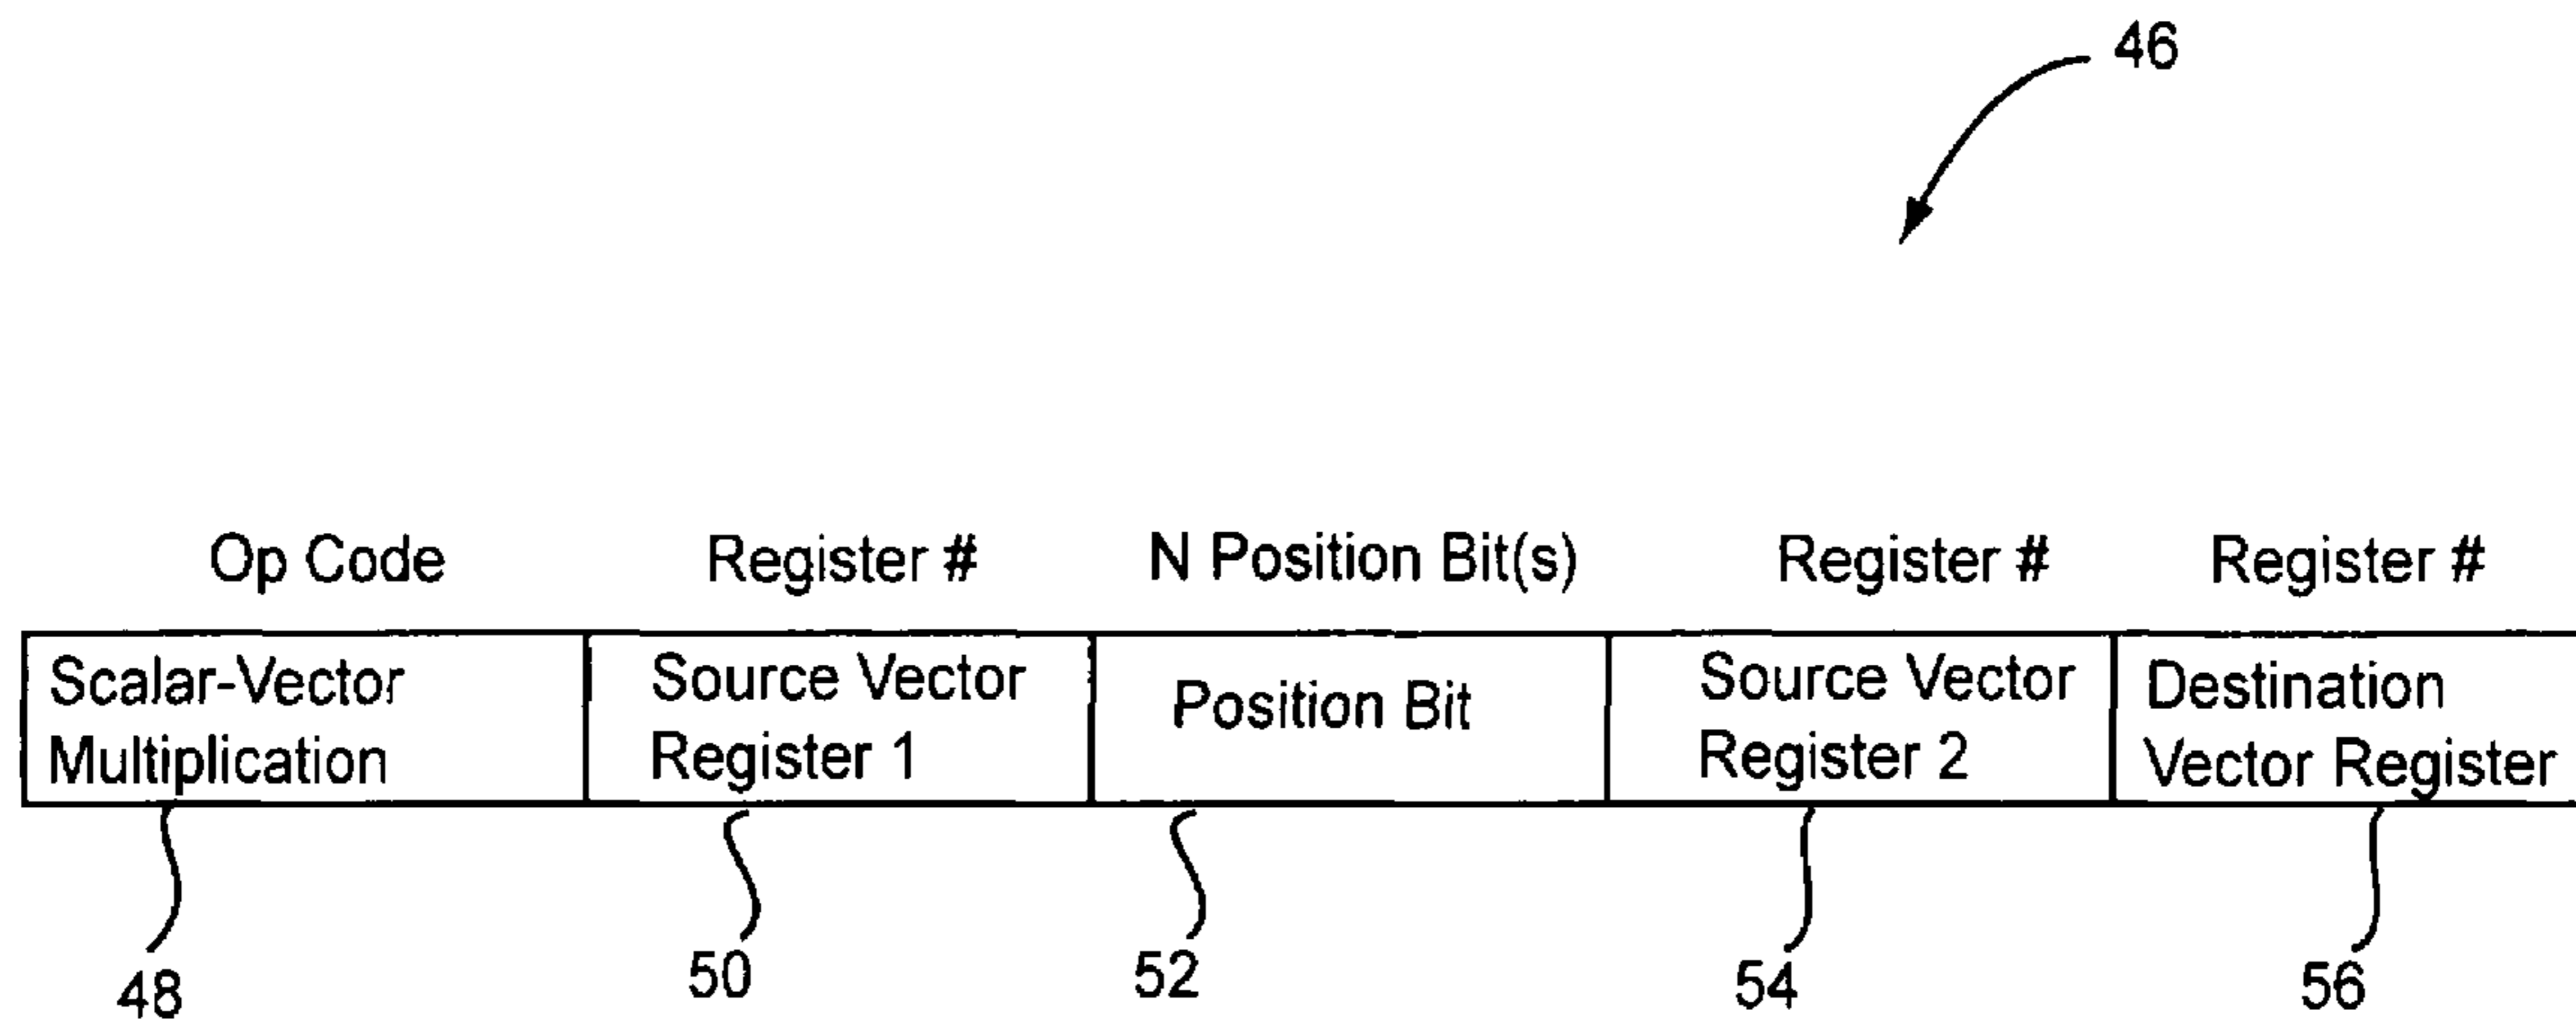 46
Op Code
Register #
N Position Bit(s)
Register #
Register #
Scalar-Vector
Multiplication
Source Vector
Register 1
Position Bit
Source Vector
Register 2
Destination
Vector Register
48
50
52
54
56